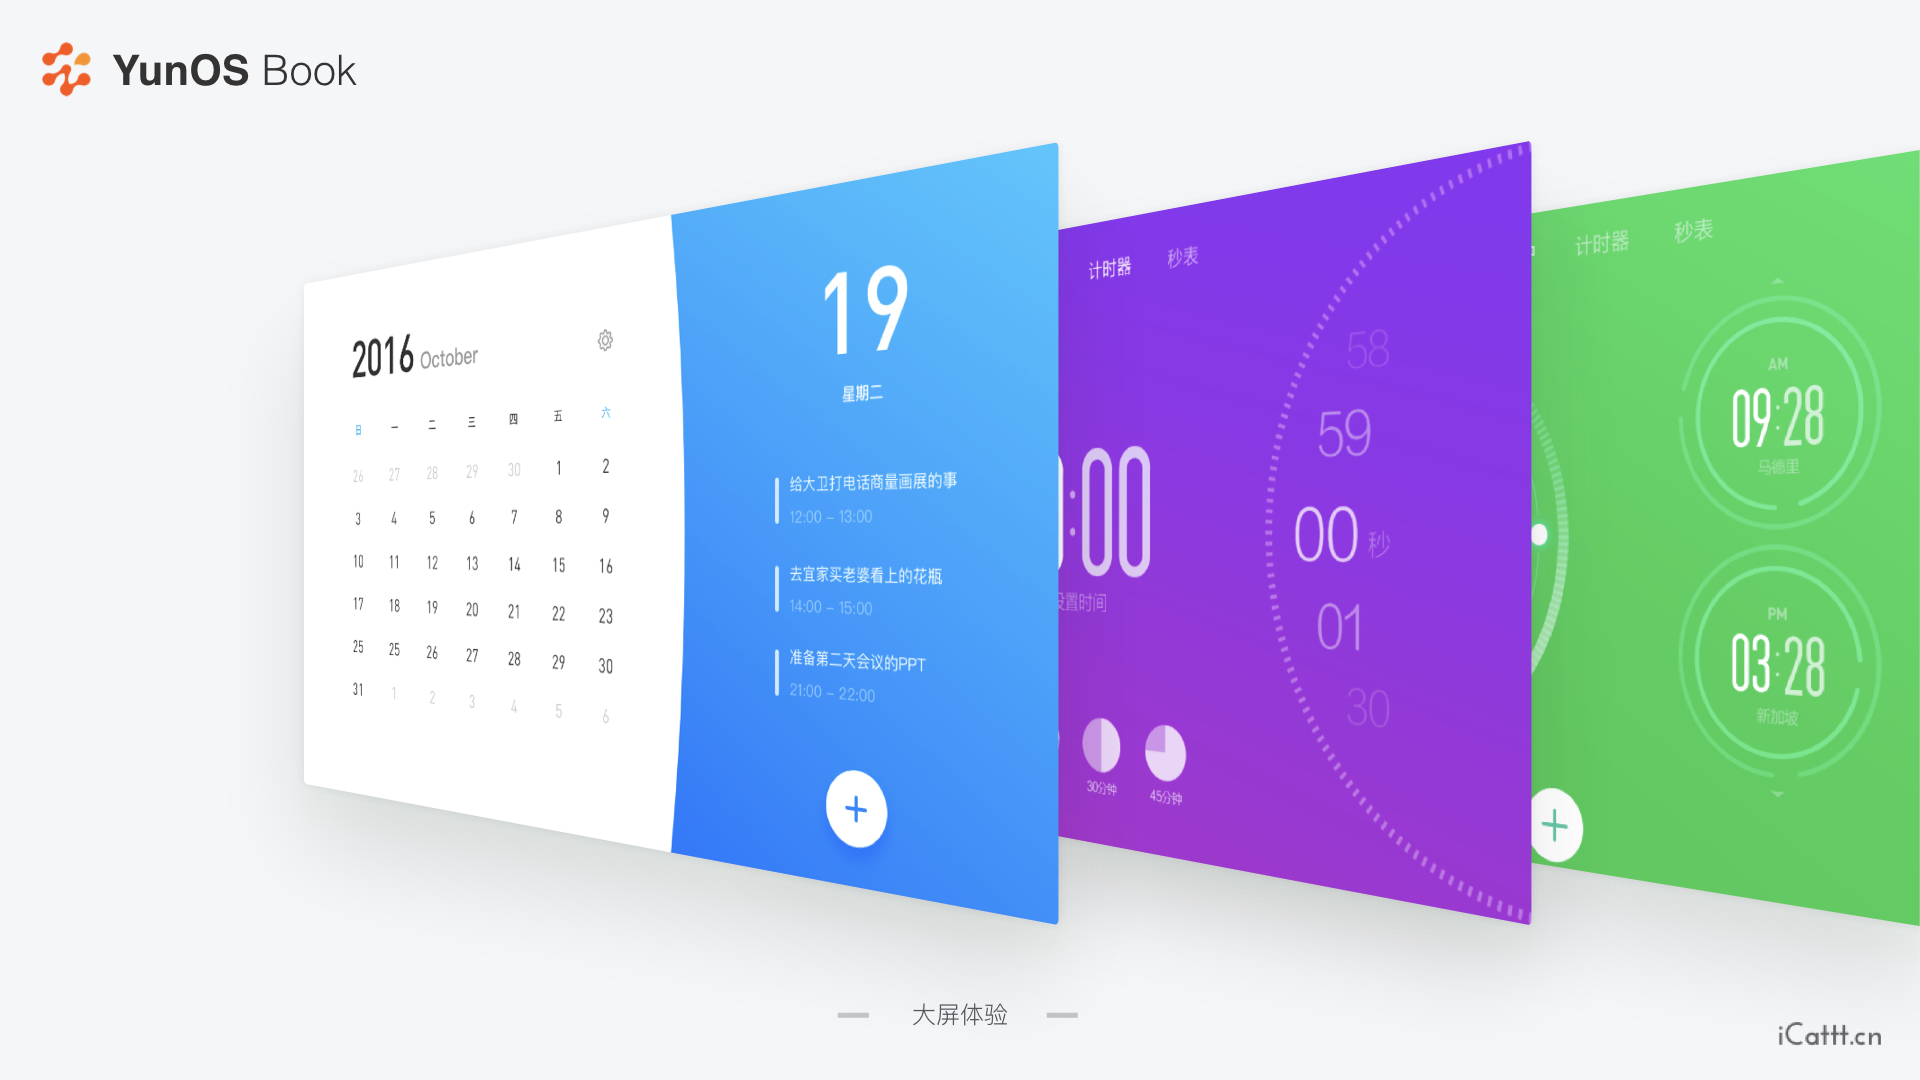 YunOS Book
2016 October
日 一 二 三 四 五 六
26 27 28 29 30 1 2
3 4 5 6 7 8 9
10 11 12 13 14 15 16
17 18 19 20 21 22 23
25 25 26 27 28 29 30
31 1 2 3 4 5 6
19
星期二
给大卫打电话商量画展的事
12:00 – 13:00
去宜家买老婆看上的花瓶
14:00 – 15:00
准备第二天会议的PPT
21:00 – 22:00
+
计时器 秒表
:00
设置时间
30分钟 45分钟
58
59
00 秒
01
30
计时器 秒表
AM
09:28
马德里
PM
03:28
新加坡
+
大屏体验
iCattt.cn